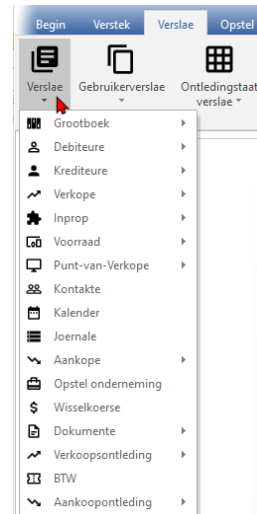 Begin Verstek Verslae Opstel
Verslae Gebruikerverslae Ontledingstaat
verslae
Grootboek
Debiteure
Krediteure
Verkope
Inprop
Voorraad
Punt-van-Verkope
Kontakte
Kalender
Joernale
Aankope
Opstel onderneming
Wisselkoerse
Dokumente
Verkoopsontleding
BTW
Aankoopontleding